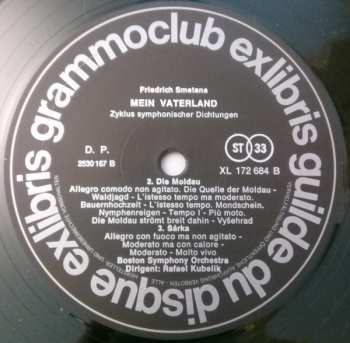 grammoclub exlibris guilde du disque exlibris
Friedrich Smetana
MEIN VATERLAND
Zyklus symphonischer Dichtungen
D. P.
2530 157 B
ST 33
XL 172 684 B
2. Die Moldau
Allegro comodo non agitato. Die Quelle der Moldau -
Waldjagd - L'istesso tempo ma moderato.
Bauernhochzeit - L'istesso tempo. Mondschein.
Nymphenreigen - Tempo I - Più moto.
Die Moldau strömt breit dahin - Vyšehrad
3. Šárka
Allegro con fuoco ma non agitato -
Moderato ma con calore -
Moderato - Molto vivo
Boston Symphony Orchestra
Dirigent: Rafael Kubelik